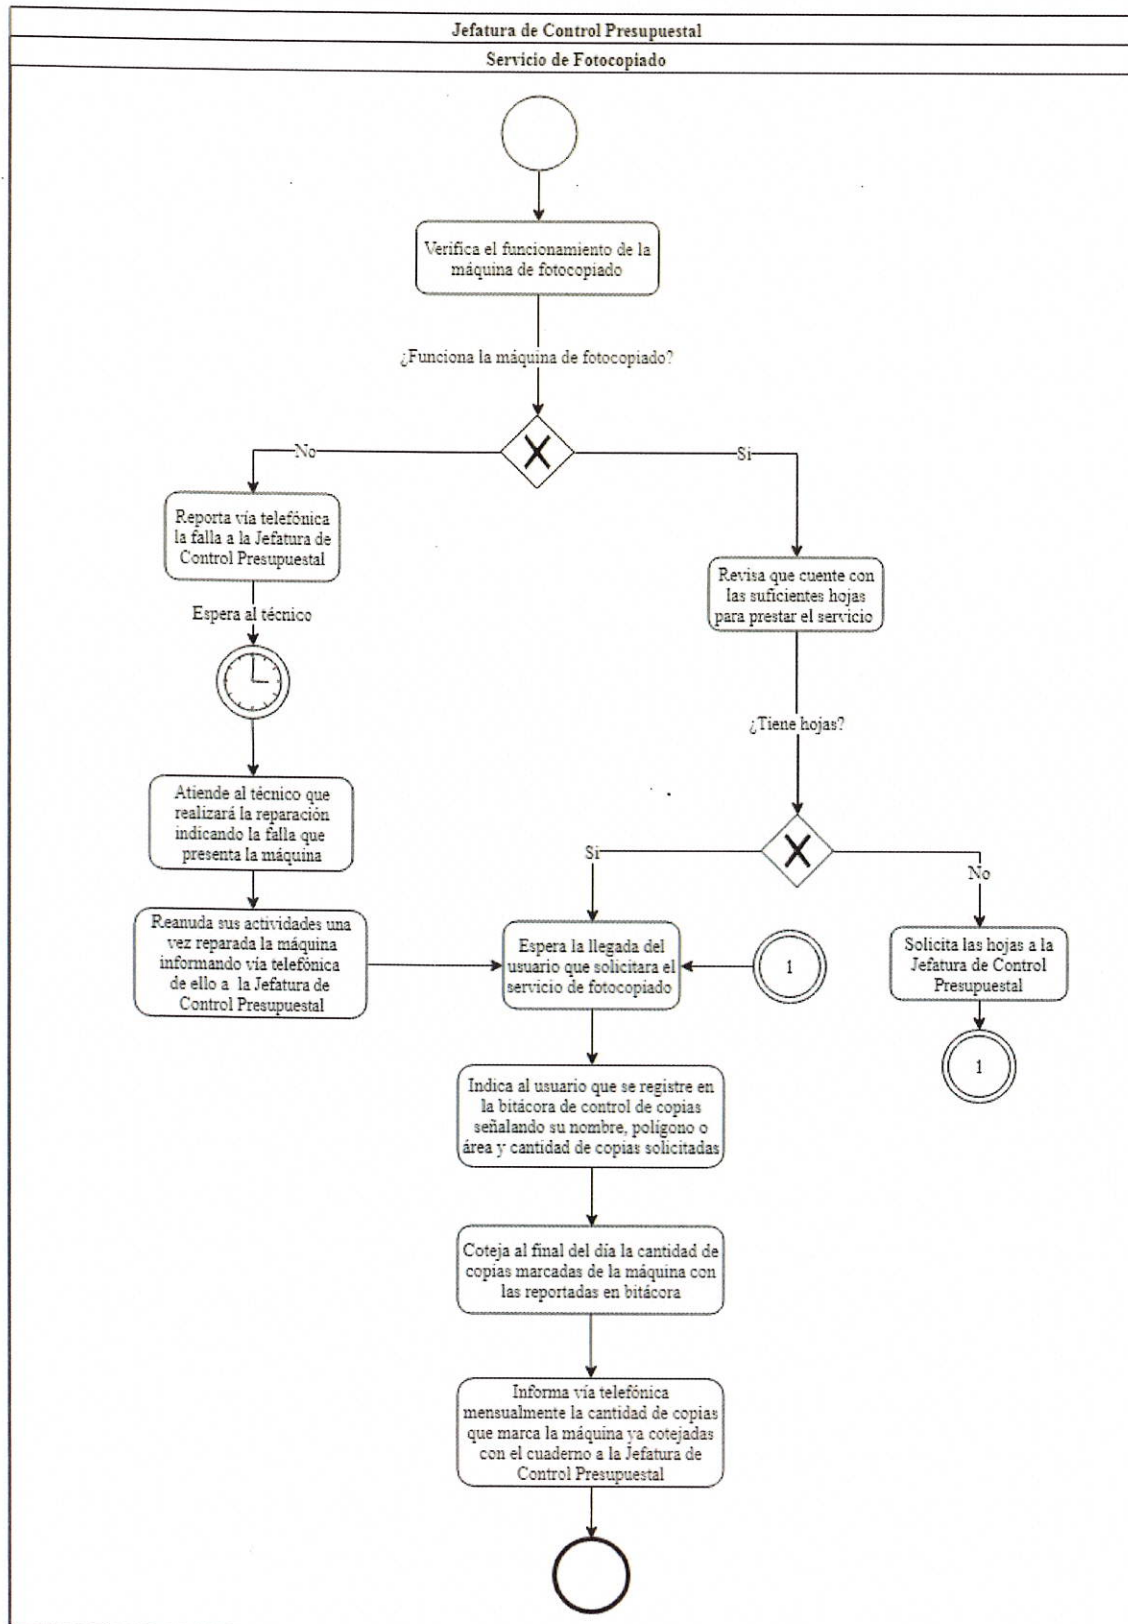 Jefatura de Control Presupuestal
Servicio de Fotocopiado
Verifica el funcionamiento de la
máquina de fotocopiado
¿Funciona la máquina de fotocopiado?
No
Si
Reporta vía telefónica
la falla a la Jefatura de
Control Presupuestal
Espera al técnico
Revisa que cuente con
las suficientes hojas
para prestar el servicio
¿Tiene hojas?
Atiende al técnico que
realizará la reparación
indicando la falla que
presenta la máquina
Si
No
Reanuda sus actividades una
vez reparada la máquina
informando vía telefónica
de ello a la Jefatura de
Control Presupuestal
Espera la llegada del
usuario que solicitara el
servicio de fotocopiado
1
Solicita las hojas a la
Jefatura de Control
Presupuestal
1
Indica al usuario que se registre en
la bitácora de control de copias
señalando su nombre, polígono o
área y cantidad de copias solicitadas
Coteja al final del día la cantidad de
copias marcadas de la máquina con
las reportadas en bitácora
Informa vía telefónica
mensualmente la cantidad de copias
que marca la máquina ya cotejadas
con el cuaderno a la Jefatura de
Control Presupuestal